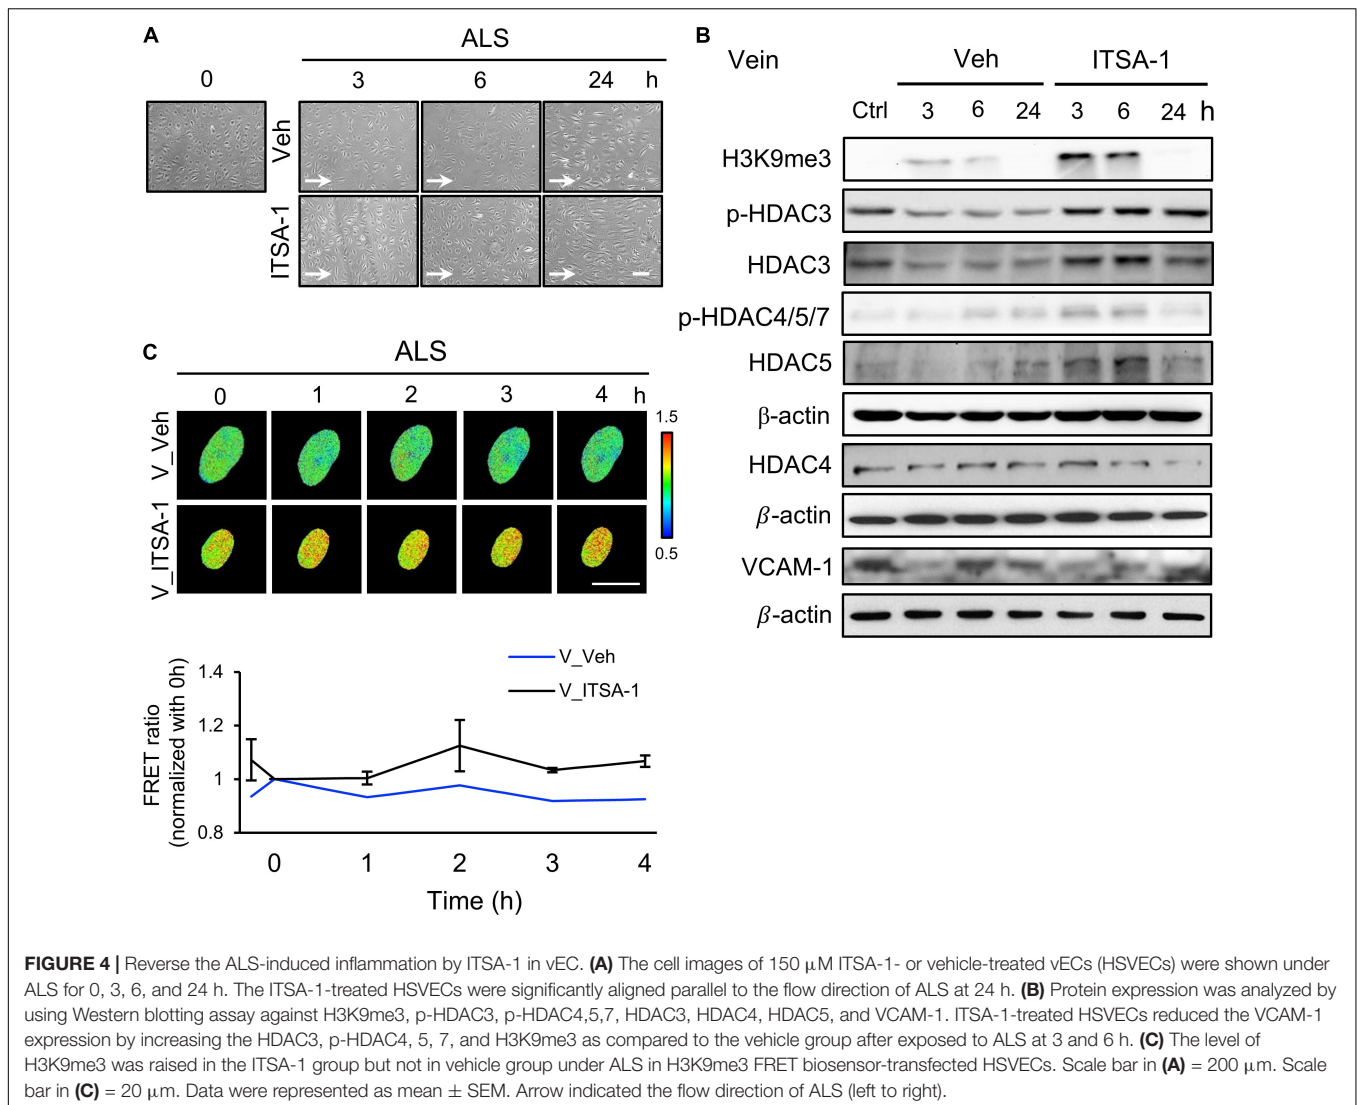 A
ALS
0 3 6 24 h
Veh
ITSA-1
B
Vein Veh ITSA-1
Ctrl 3 6 24 3 6 24 h
H3K9me3
p-HDAC3
HDAC3
p-HDAC4/5/7
HDAC5
β-actin
HDAC4
β-actin
VCAM-1
β-actin
C
ALS
0 1 2 3 4 h
V_Veh
V_ITSA-1
1.5
0.5
V_Veh
V_ITSA-1
FRET ratio
(normalized with 0h)
1.4
1.2
1
0.8
0 1 2 3 4
Time (h)
FIGURE 4 | Reverse the ALS-induced inflammation by ITSA-1 in vEC. (A) The cell images of 150 μM ITSA-1- or vehicle-treated vECs (HSVECs) were shown under
ALS for 0, 3, 6, and 24 h. The ITSA-1-treated HSVECs were significantly aligned parallel to the flow direction of ALS at 24 h. (B) Protein expression was analyzed by
using Western blotting assay against H3K9me3, p-HDAC3, p-HDAC4,5,7, HDAC3, HDAC4, HDAC5, and VCAM-1. ITSA-1-treated HSVECs reduced the VCAM-1
expression by increasing the HDAC3, p-HDAC4, 5, 7, and H3K9me3 as compared to the vehicle group after exposed to ALS at 3 and 6 h. (C) The level of
H3K9me3 was raised in the ITSA-1 group but not in vehicle group under ALS in H3K9me3 FRET biosensor-transfected HSVECs. Scale bar in (A) = 200 μm. Scale
bar in (C) = 20 μm. Data were represented as mean ± SEM. Arrow indicated the flow direction of ALS (left to right).